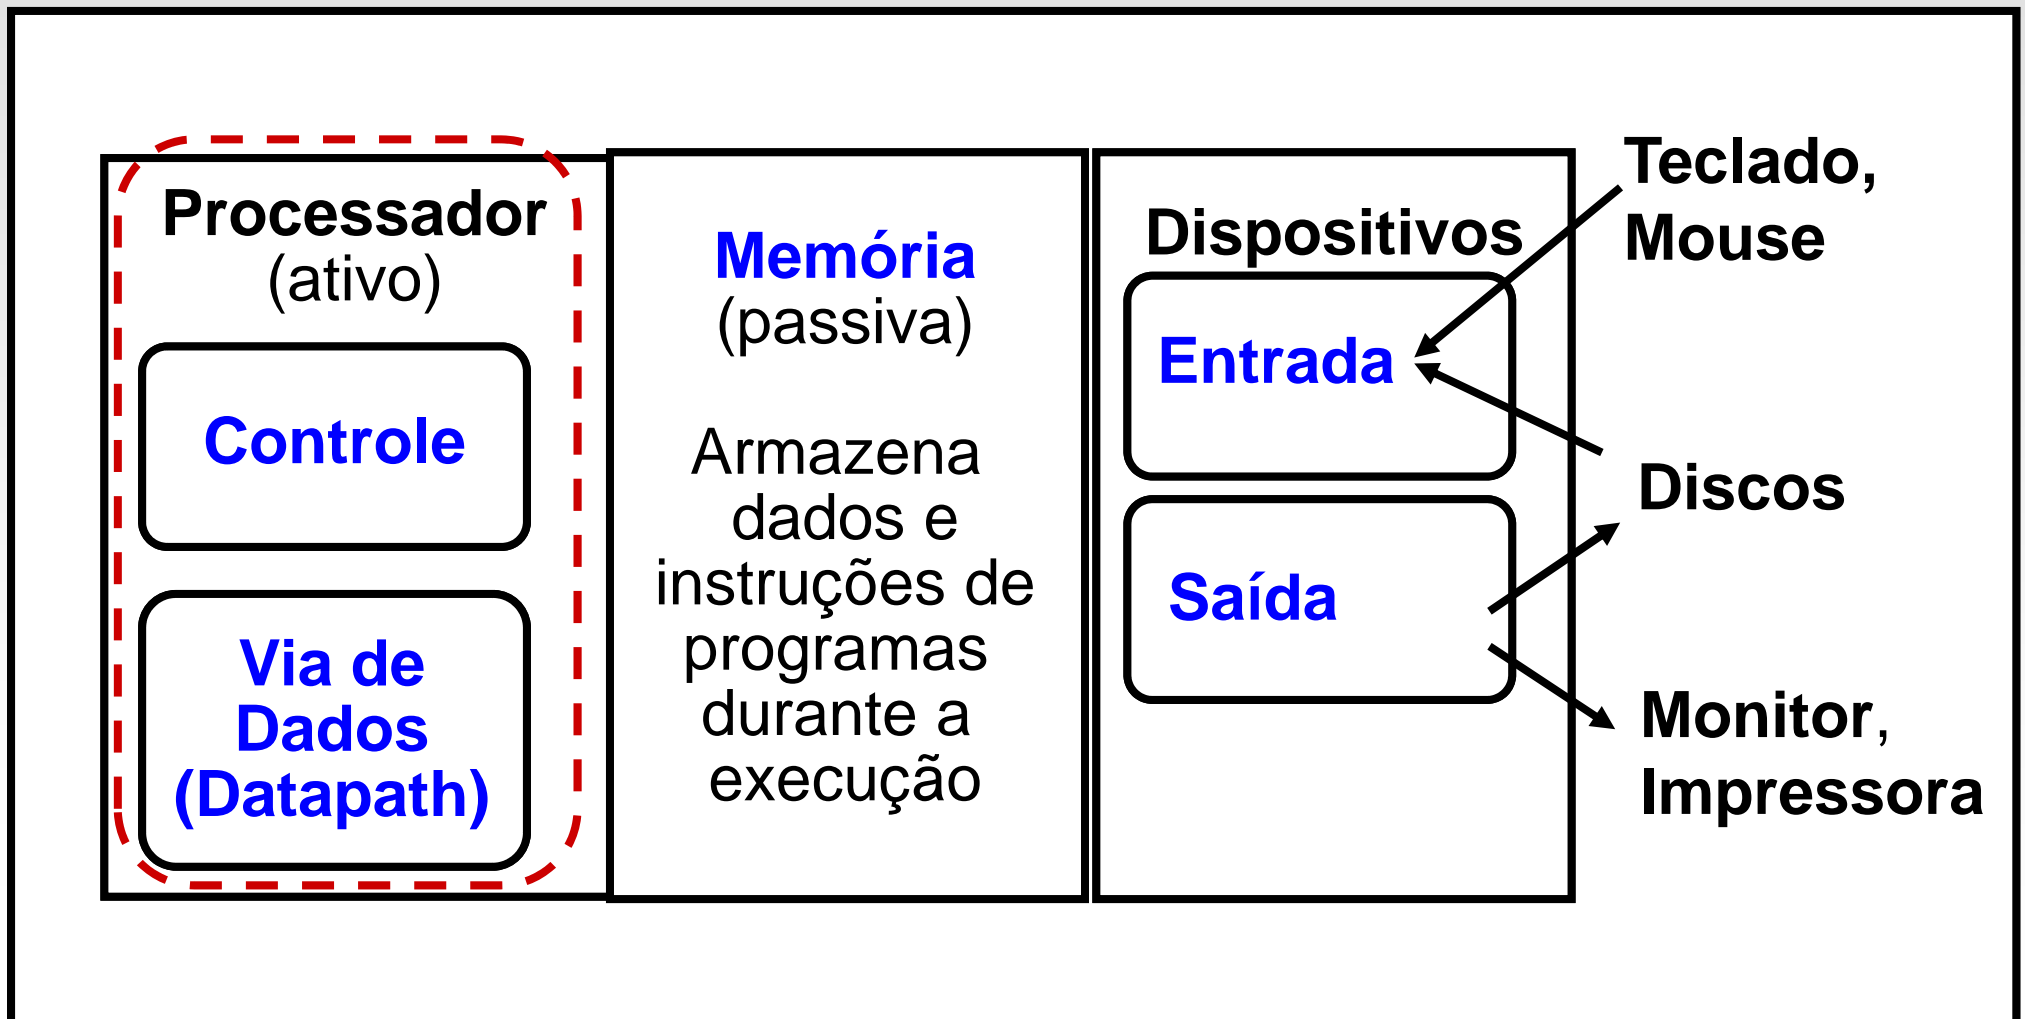 Processador
(ativo)
Controle
Via de
Dados
(Datapath)
Memória
(passiva)
Armazena
dados e
instruções de
programas
durante a
execução
Dispositivos
Entrada
Saída
Teclado,
Mouse
Discos
Monitor,
Impressora